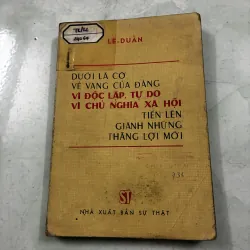 LÊ-DUẨN
DƯỚI LÁ CỜ
VẺ VANG CỦA ĐẢNG
VÌ ĐỘC LẬP, TỰ DO
VÌ CHỦ NGHĨA XÃ HỘI
TIẾN LÊN
GIÀNH NHỮNG
THẮNG LỢI MỚI
ST
NHÀ XUẤT BẢN SỰ THẬT